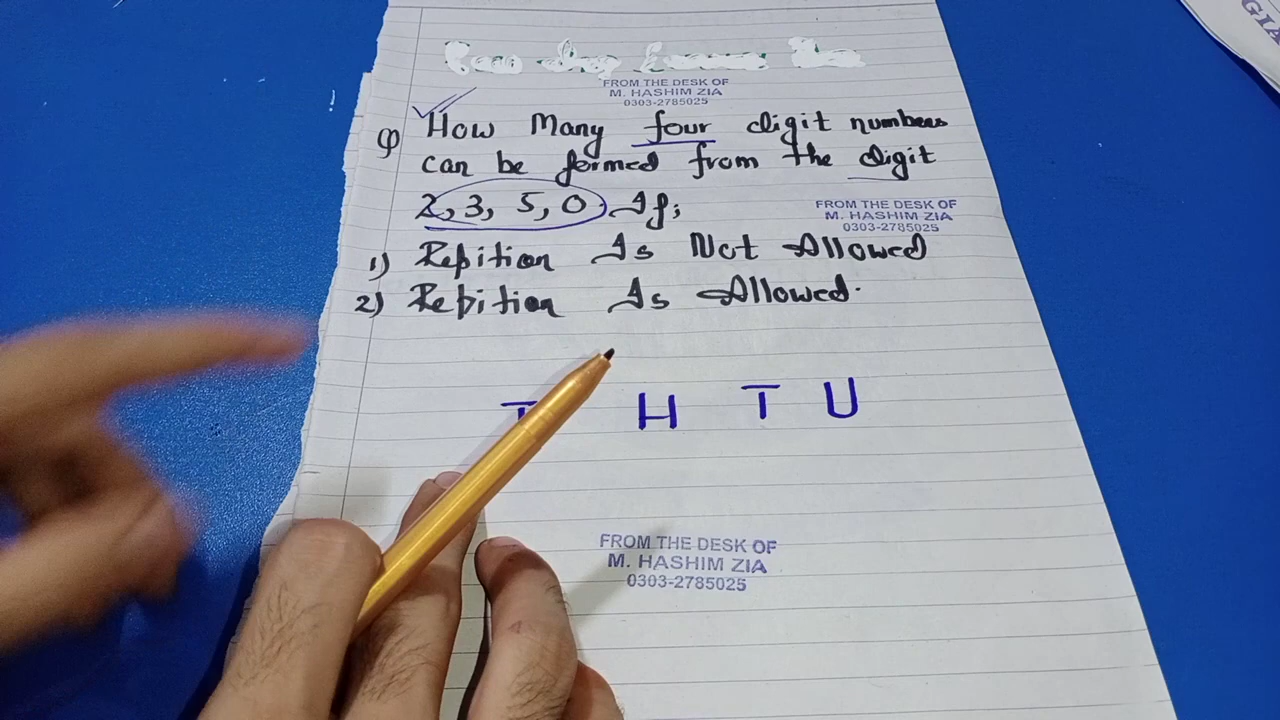 FROM THE DESK OF
M. HASHIM ZIA
0303-2785025
Q How Many four digit numbers
can be formed from the digit
2, 3, 5, 0. If;
FROM THE DESK OF
M. HASHIM ZIA
0303-2785025
1) Repition Is Not Allowed
2) Repition Is Allowed.
T H T U
FROM THE DESK OF
M. HASHIM ZIA
0303-2785025